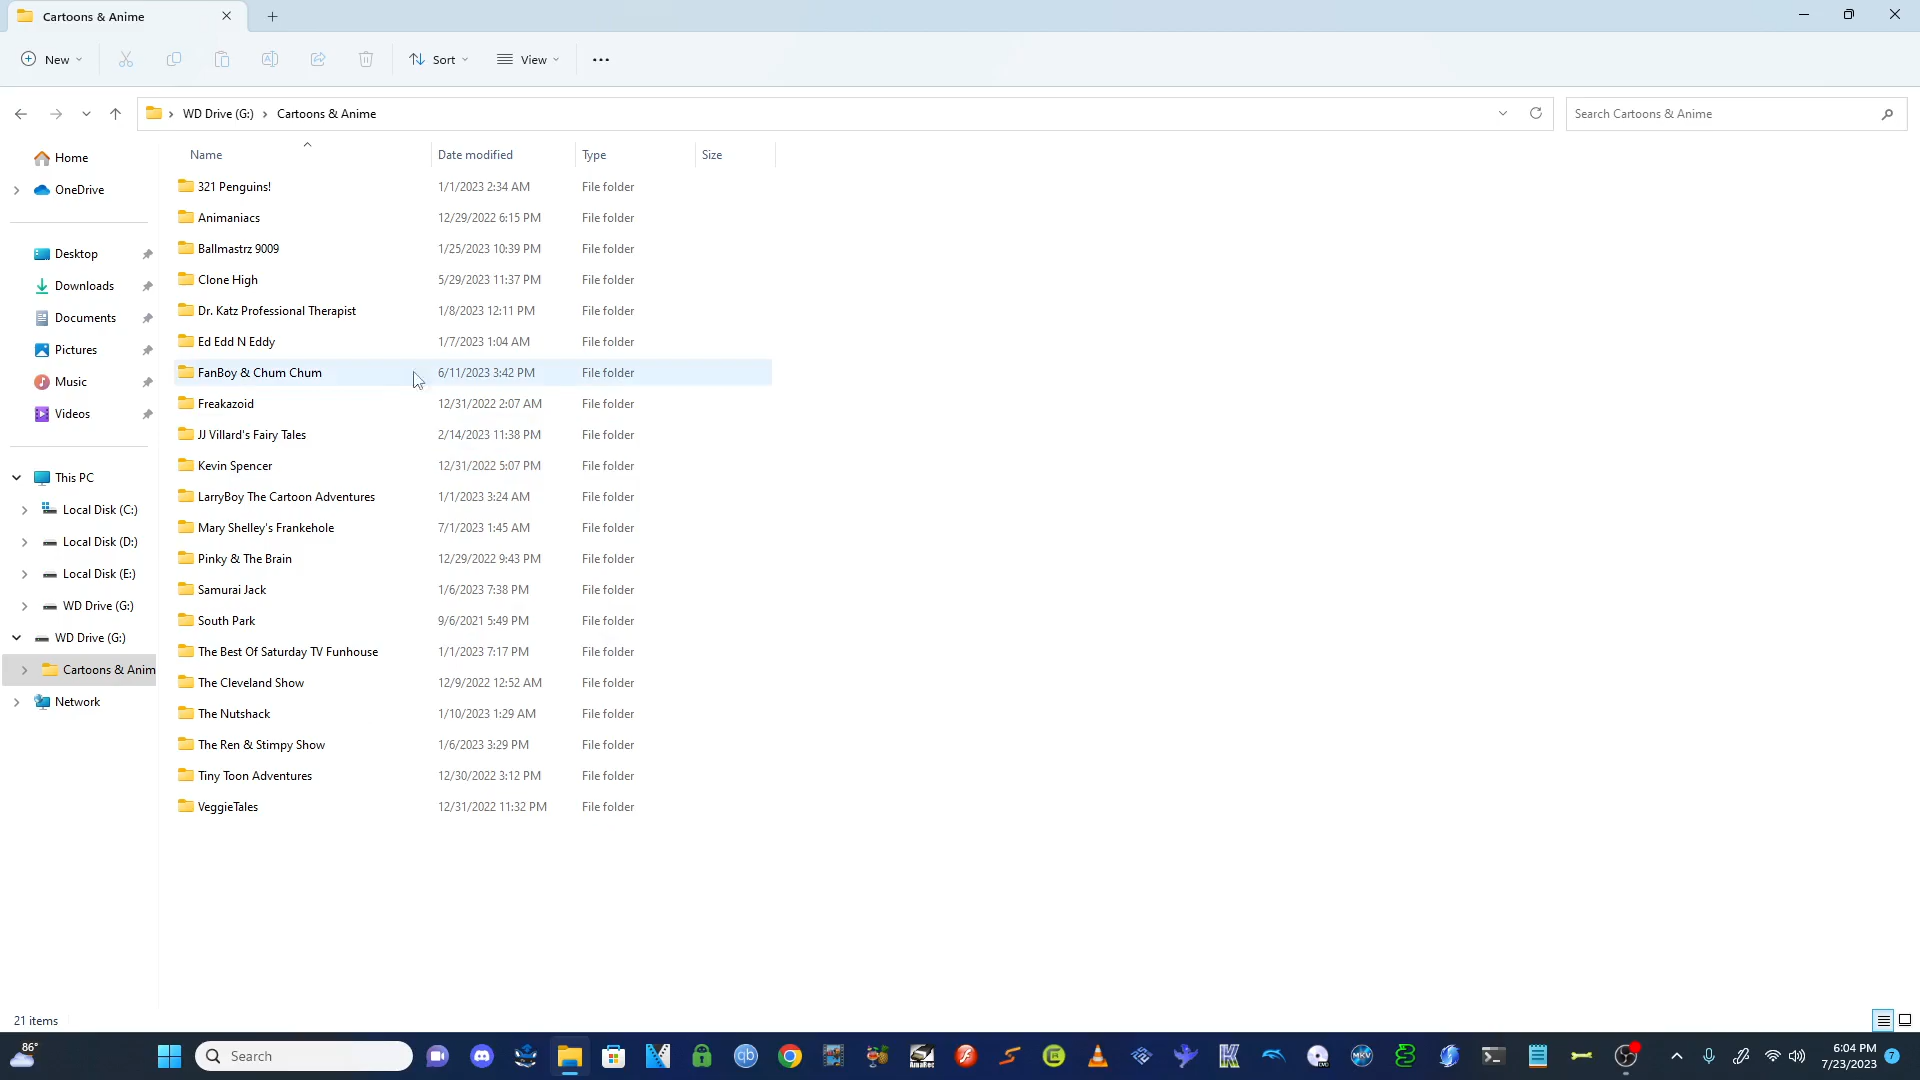 Cartoons & Anime
New
Sort
View
WD Drive (G:) › Cartoons & Anime
Search Cartoons & Anime
Name Date modified Type Size
321 Penguins! 1/1/2023 2:34 AM File folder
Animaniacs 12/29/2022 6:15 PM File folder
Ballmastrz 9009 1/25/2023 10:39 PM File folder
Clone High 5/29/2023 11:37 PM File folder
Dr. Katz Professional Therapist 1/8/2023 12:11 PM File folder
Ed Edd N Eddy 1/7/2023 1:04 AM File folder
FanBoy & Chum Chum 6/11/2023 3:42 PM File folder
Freakazoid 12/31/2022 2:07 AM File folder
JJ Villard's Fairy Tales 2/14/2023 11:38 PM File folder
Kevin Spencer 12/31/2022 5:07 PM File folder
LarryBoy The Cartoon Adventures 1/1/2023 3:24 AM File folder
Mary Shelley's Frankehole 7/1/2023 1:45 AM File folder
Pinky & The Brain 12/29/2022 9:43 PM File folder
Samurai Jack 1/6/2023 7:38 PM File folder
South Park 9/6/2021 5:49 PM File folder
The Best Of Saturday TV Funhouse 1/1/2023 7:17 PM File folder
The Cleveland Show 12/9/2022 12:52 AM File folder
The Nutshack 1/10/2023 1:29 AM File folder
The Ren & Stimpy Show 1/6/2023 3:29 PM File folder
Tiny Toon Adventures 12/30/2022 3:12 PM File folder
VeggieTales 12/31/2022 11:32 PM File folder
Home
OneDrive
Desktop
Downloads
Documents
Pictures
Music
Videos
This PC
Local Disk (C:)
Local Disk (D:)
Local Disk (E:)
WD Drive (G:)
WD Drive (G:)
Cartoons & Anim
Network
21 items
86°
Search
qb
AmaRec
DVD
MKV
6:04 PM
7/23/2023
7